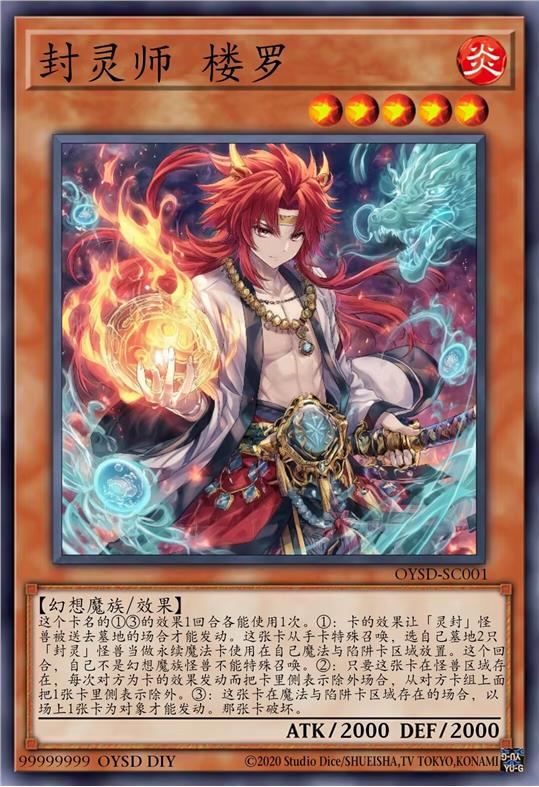 封灵师 楼罗
炎
OYSD-SC001
【幻想魔族/效果】
这个卡名的①③的效果1回合各能使用1次。①：卡的效果让「灵封」怪
兽被送去墓地的场合才能发动。这张卡从手卡特殊召唤，选自己墓地2只
「封灵」怪兽当做永续魔法卡使用在自己魔法与陷阱卡区域放置。这个回
合，自己不是幻想魔族怪兽不能特殊召唤。②：只要这张卡在怪兽区域存
在，每次对方为卡的效果发动而把卡里侧表示除外，从对方卡组上面
把1张卡里侧表示除外。③：这张卡在魔法与陷阱卡区域存在的场合，以
场上1张卡为对象才能发动。那张卡破坏。
ATK/2000 DEF/2000
99999999 OYSD DIY ©2020 Studio Dice/SHUEISHA,TV TOKYO,KONAMI
YU-G